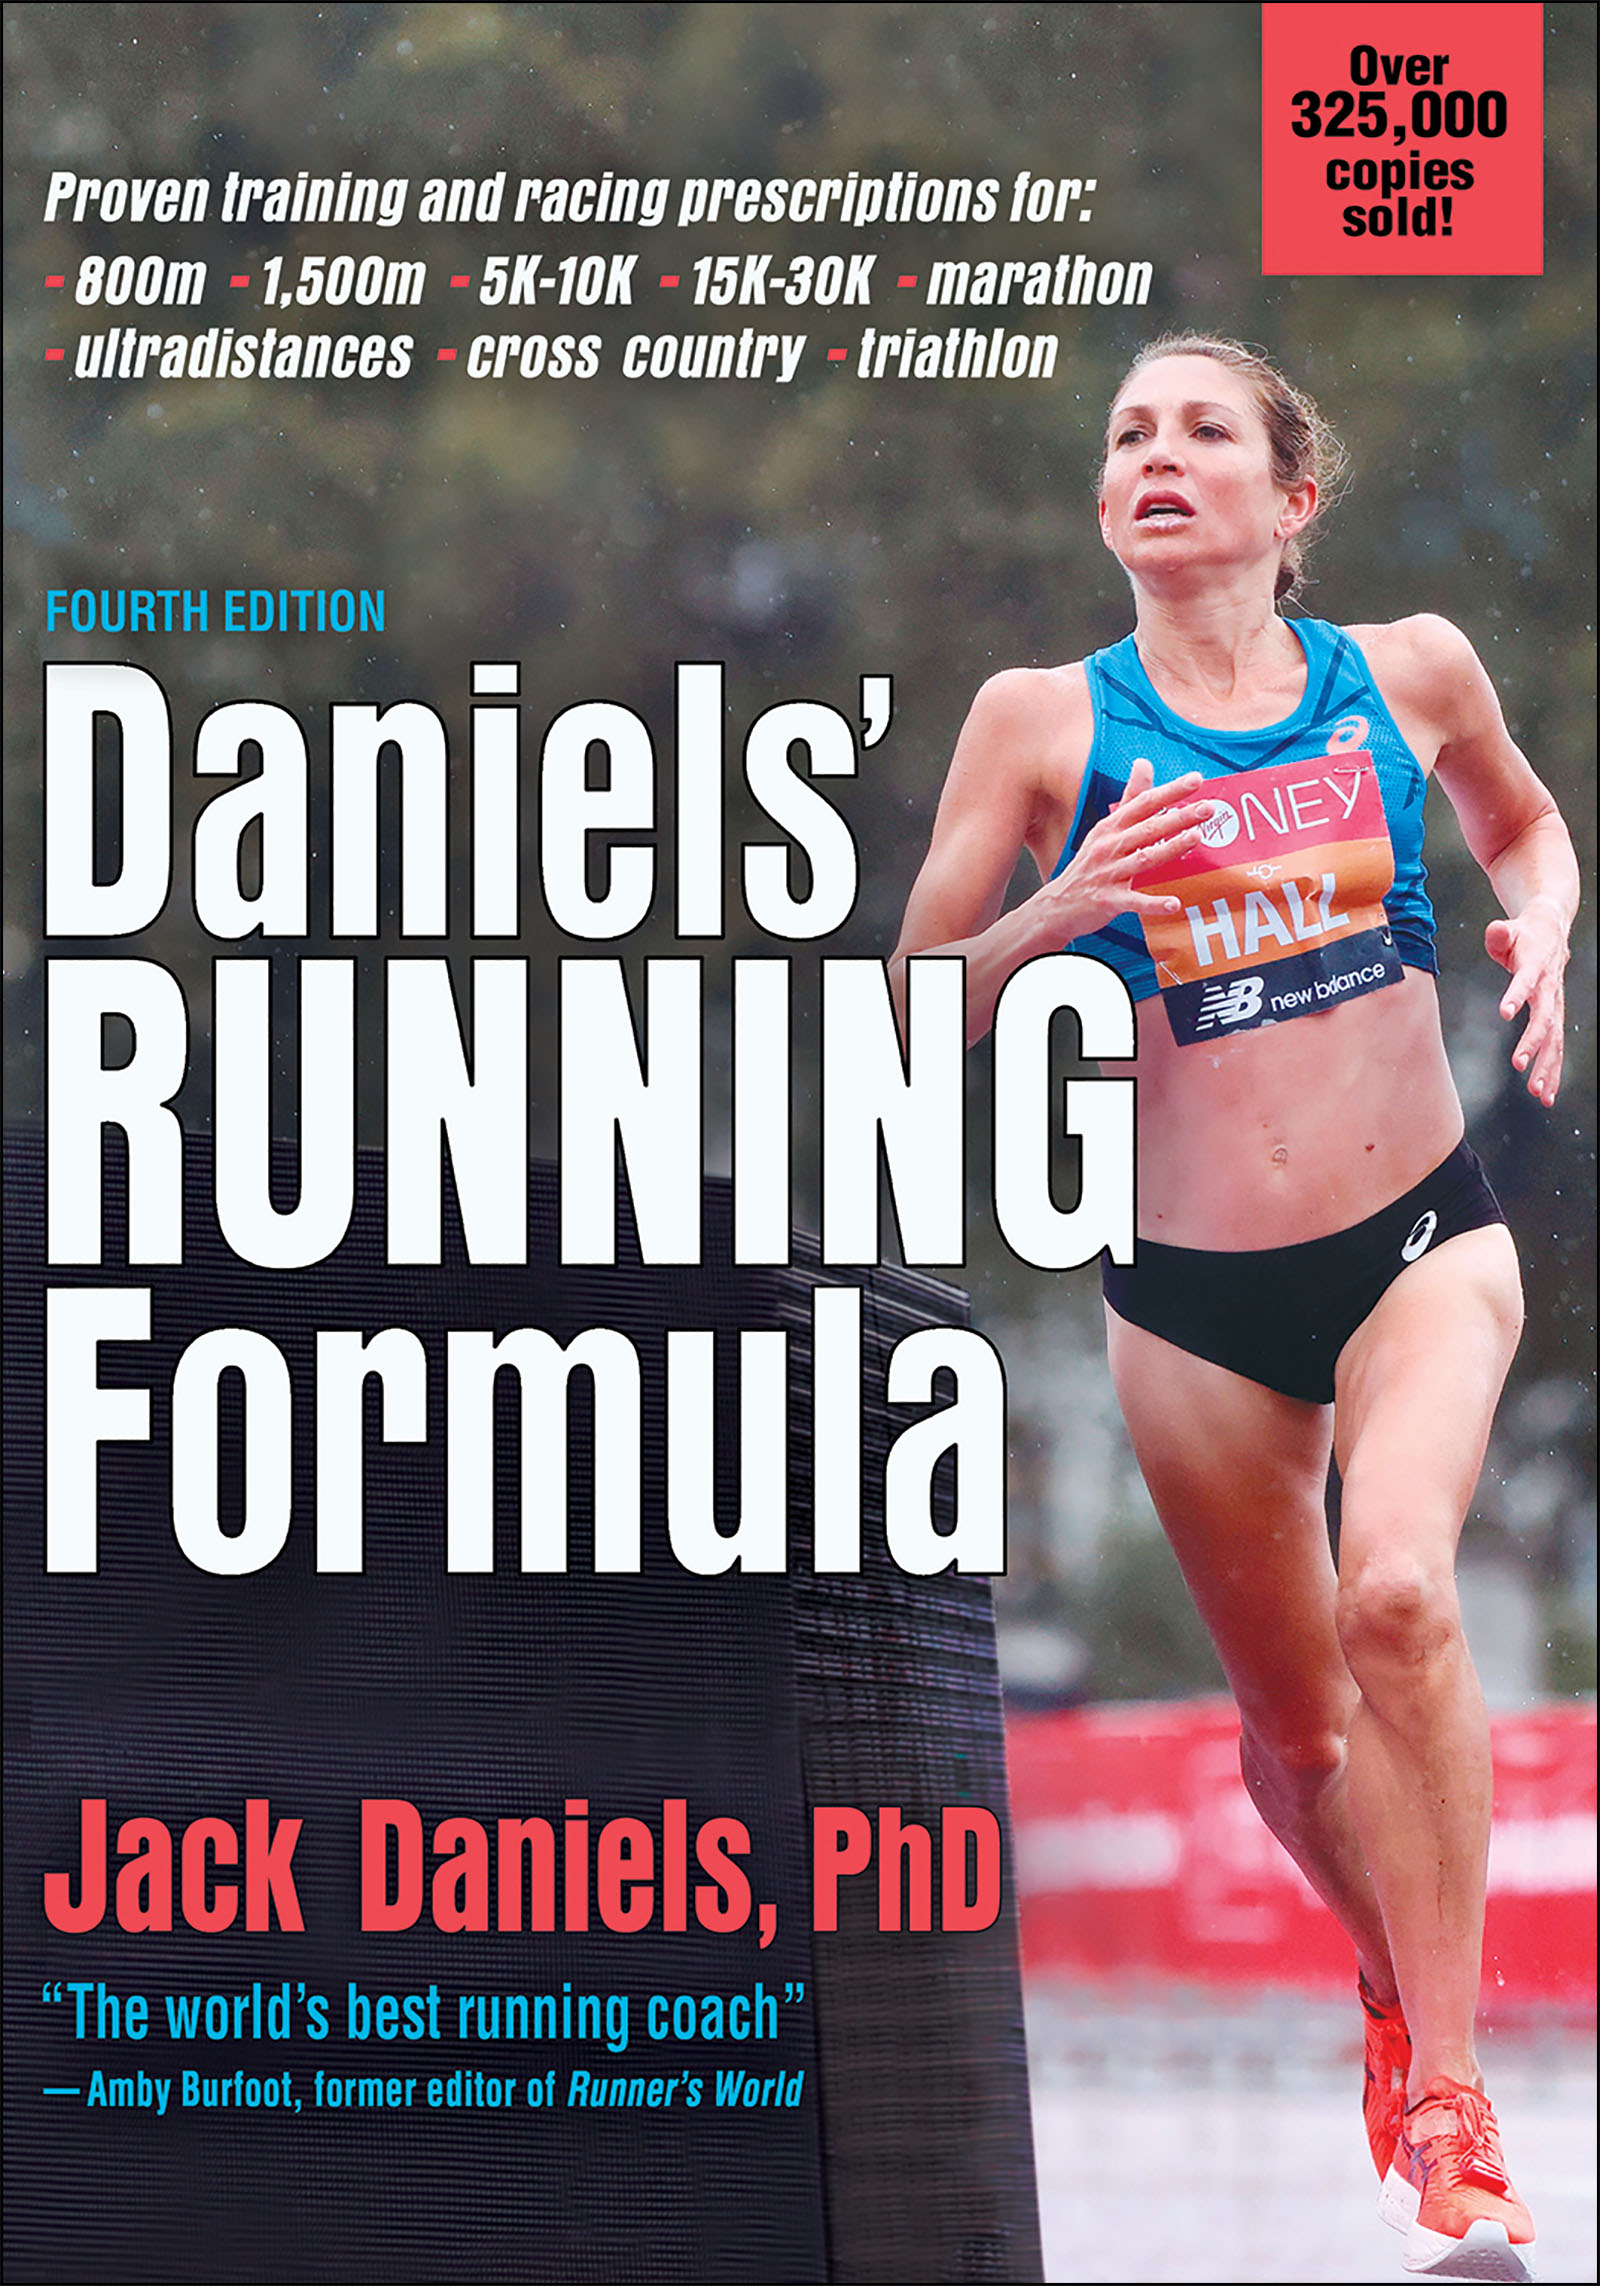 Over
325,000
copies
sold!
Proven training and racing prescriptions for:
- 800m - 1,500m - 5K-10K - 15K-30K - marathon
- ultradistances - cross country - triathlon
FOURTH EDITION
Daniels’
RUNNING
Formula
Jack Daniels, PhD
“The world’s best running coach”
— Amby Burfoot, former editor of Runner’s World
Virgin
NEY
HALL
NB new balance